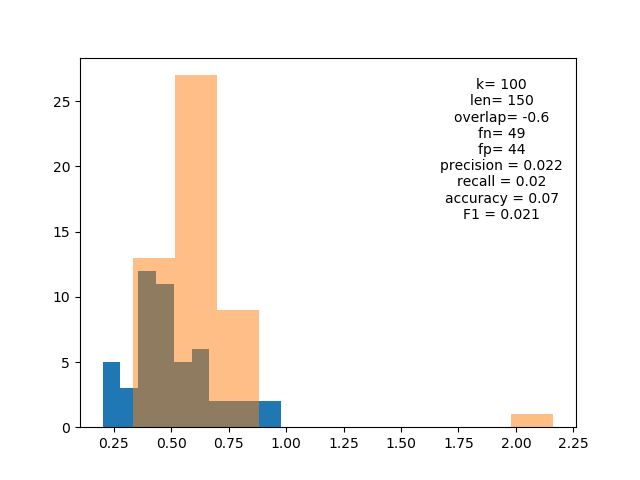 k= 100
len= 150
overlap= -0.6
fn= 49
fp= 44
precision = 0.022
recall = 0.02
accuracy = 0.07
F1 = 0.021
25
20
15
10
5
0
0.25 0.50 0.75 1.00 1.25 1.50 1.75 2.00 2.25